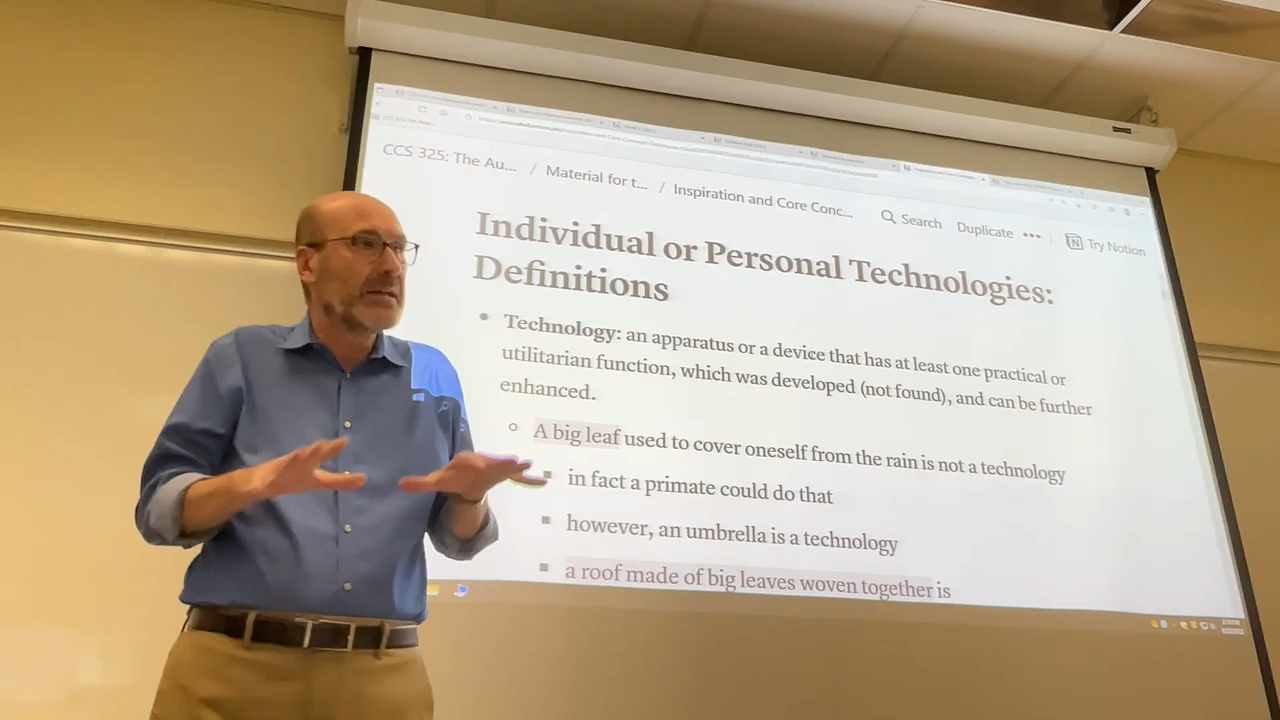 CCS 325: The Au... / Material for t... / Inspiration and Core Conc... Search Duplicate ••• Try Notion
Individual or Personal Technologies:
Definitions
• Technology: an apparatus or a device that has at least one practical or
utilitarian function, which was developed (not found), and can be further
enhanced.
○ A big leaf used to cover oneself from the rain is not a technology
▪ in fact a primate could do that
▪ however, an umbrella is a technology
▪ a roof made of big leaves woven together is